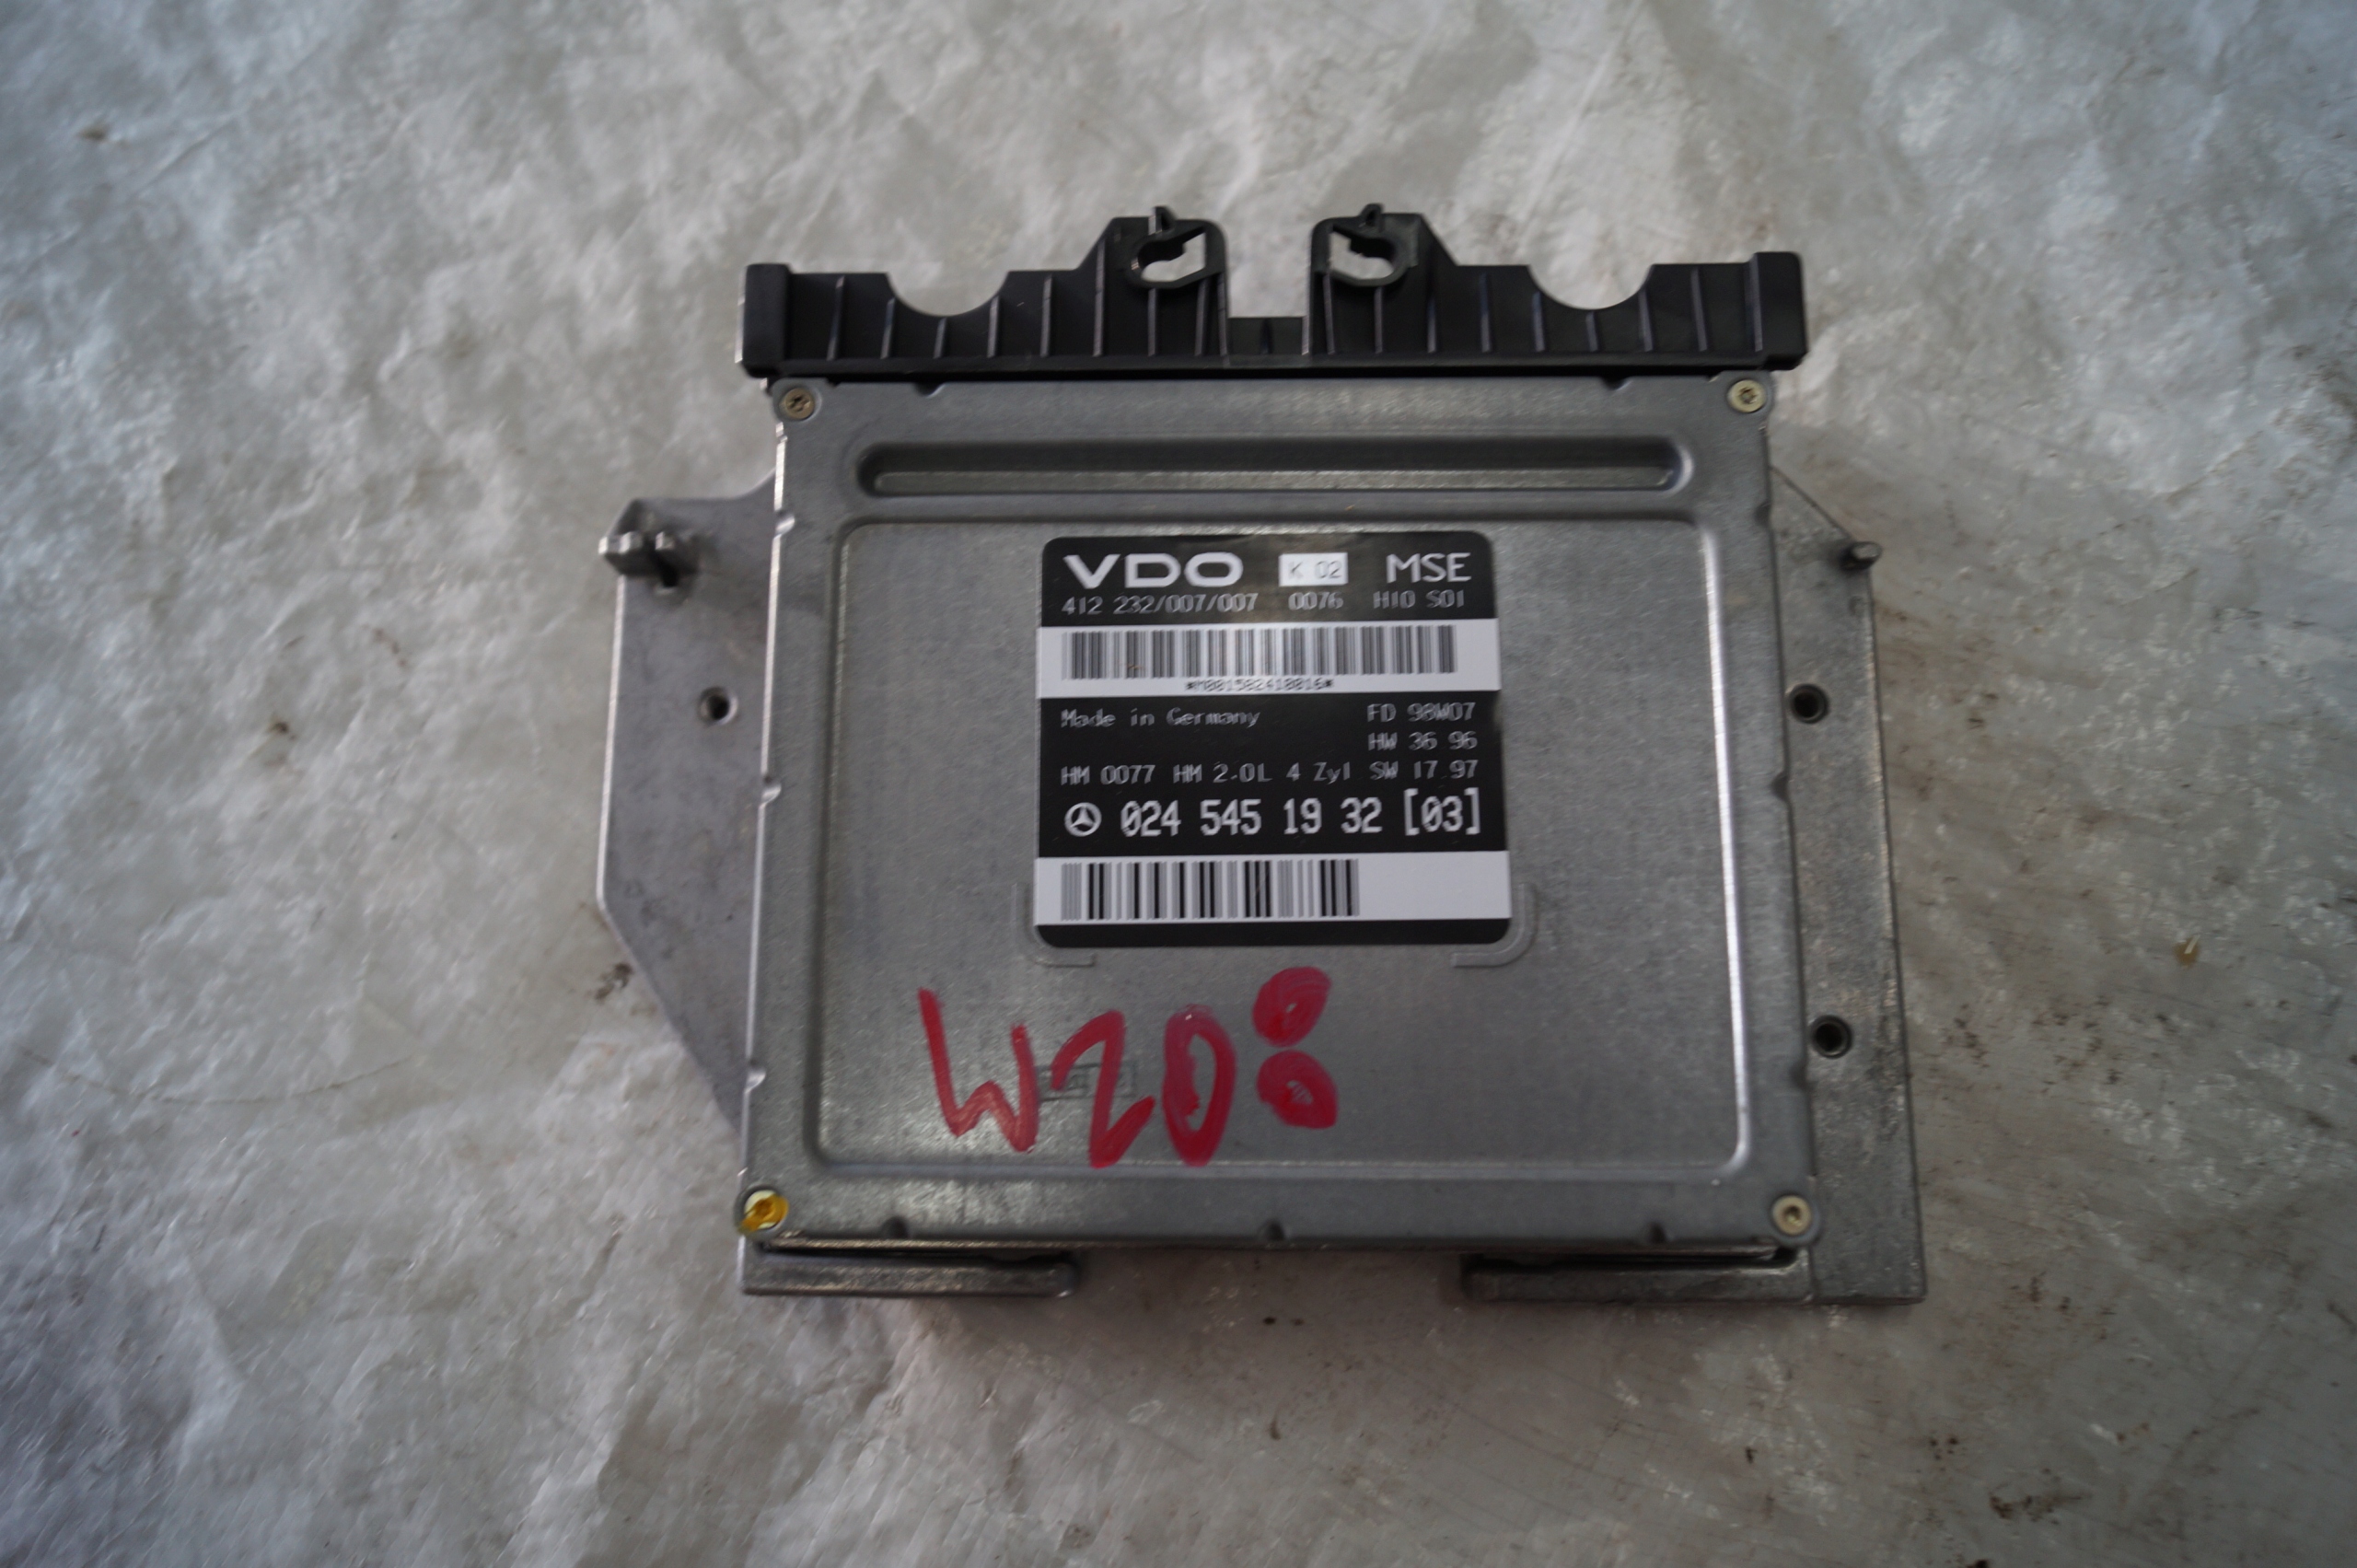 VDO K 02 MSE
412 232/007/007 0076 H10 S01
*M001502410016*
Made in Germany FD 98W07
HW 36 96
HM 0077 HM 2.0L 4 Zyl SW 17 97
024 545 19 32 [03]
W208